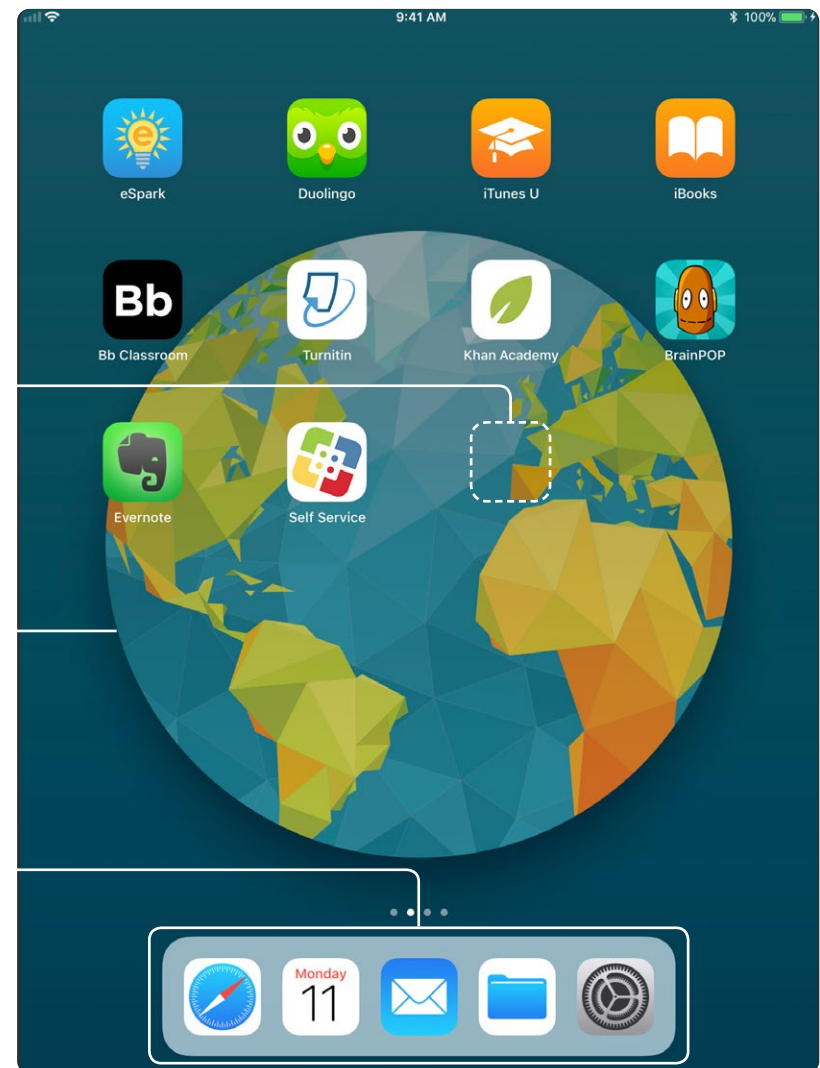 9:41 AM
100%
eSpark
Duolingo
iTunes U
iBooks
Bb
Bb Classroom
Turnitin
Khan Academy
BrainPOP
Evernote
Self Service
Monday
11